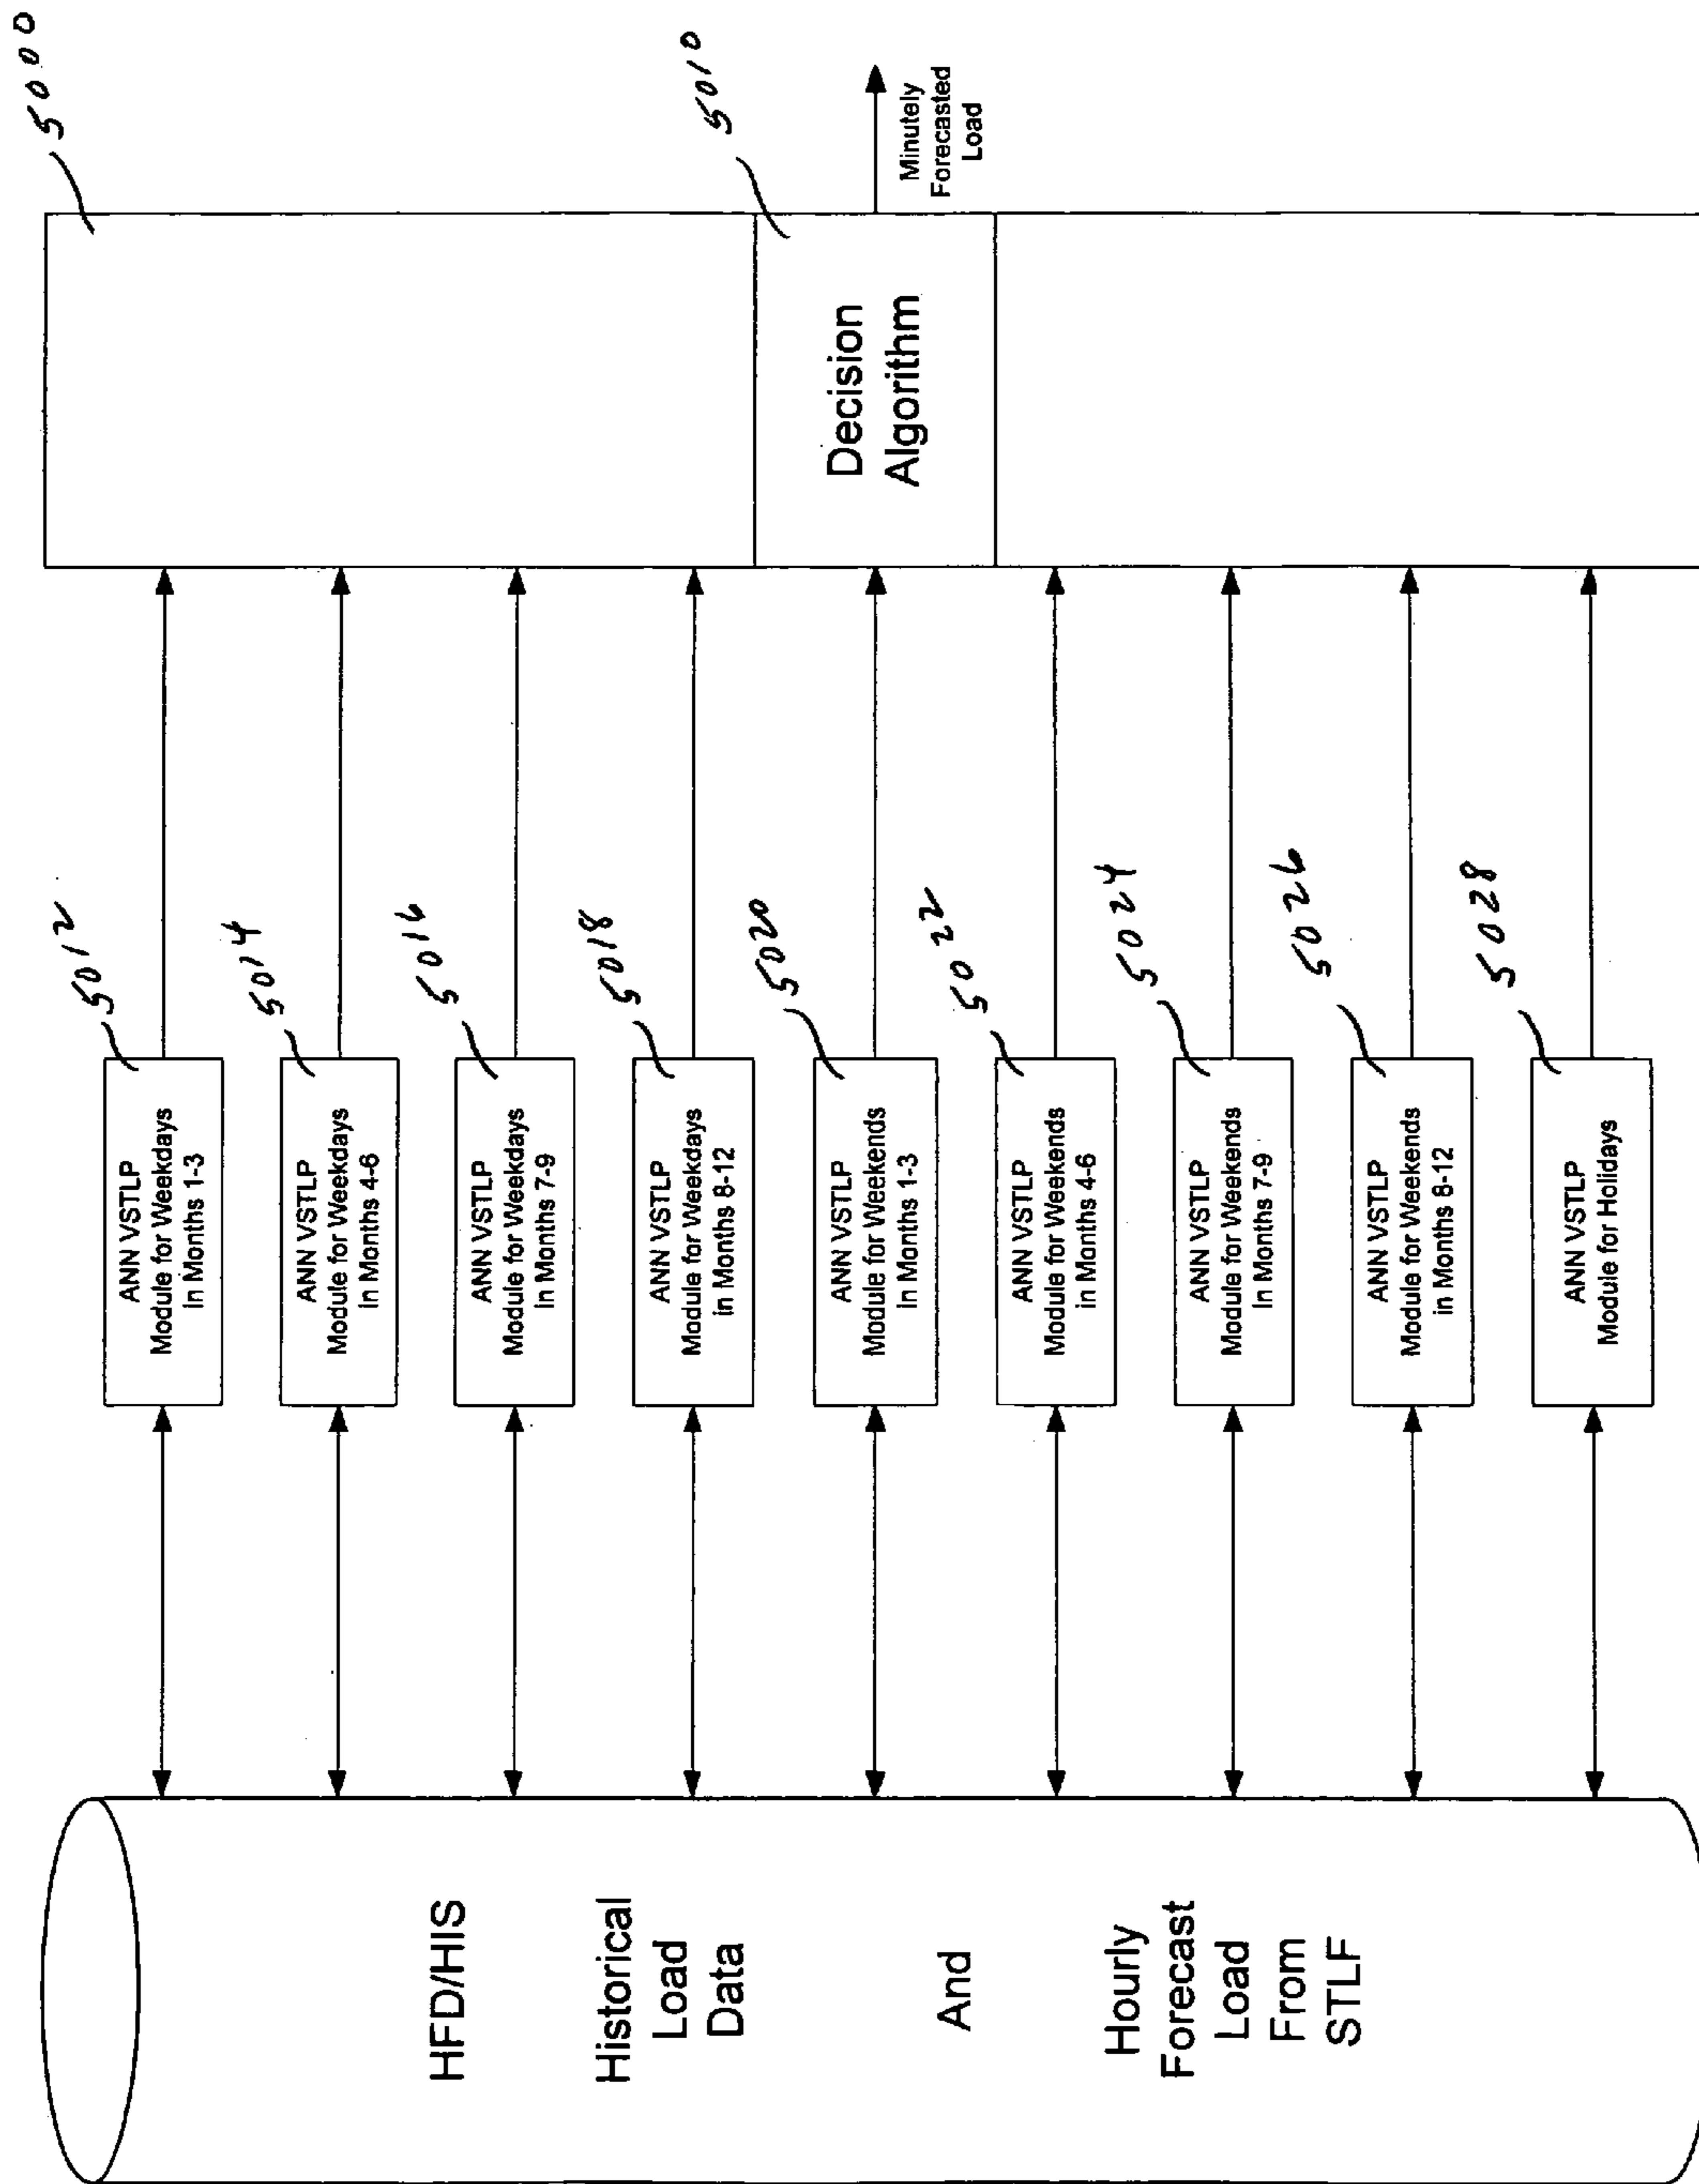 HFD/HIS
Historical
Load
Data
And
Hourly
Forecast
Load
From
STLF
ANN VSTLP
Module for Weekdays
in Months 1-3
5012
ANN VSTLP
Module for Weekdays
in Months 4-6
5014
ANN VSTLP
Module for Weekdays
in Months 7-9
5016
ANN VSTLP
Module for Weekdays
in Months 8-12
5018
ANN VSTLP
Module for Weekends
in Months 1-3
5020
ANN VSTLP
Module for Weekends
in Months 4-6
5022
ANN VSTLP
Module for Weekends
in Months 7-9
5024
ANN VSTLP
Module for Weekends
in Months 8-12
5026
ANN VSTLP
Module for Holidays
5028
5000
Decision
Algorithm
5010
Minutely
Forecasted
Load